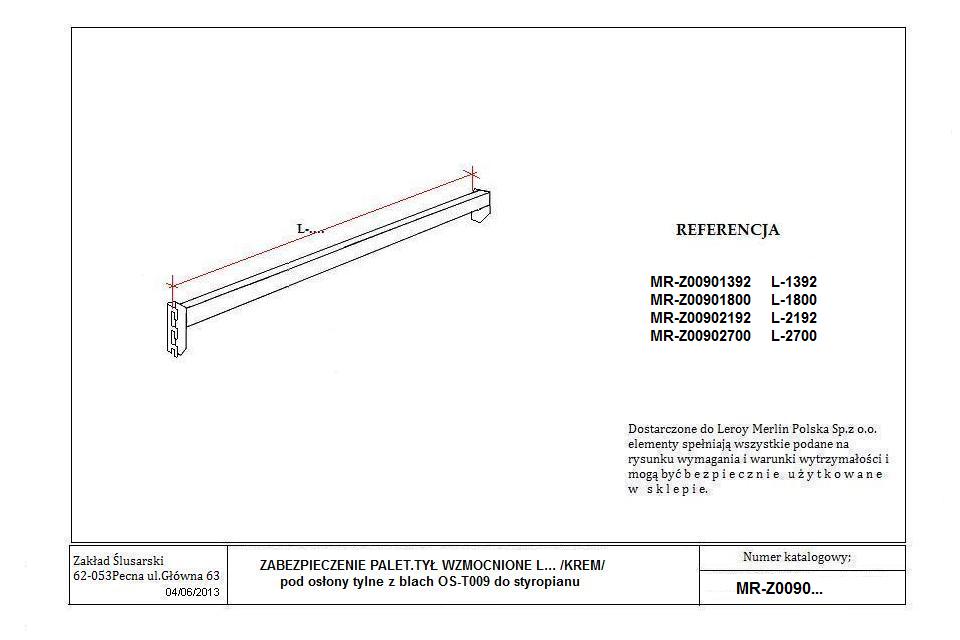 L-....
REFERENCJA
MR-Z00901392 L-1392
MR-Z00901800 L-1800
MR-Z00902192 L-2192
MR-Z00902700 L-2700
Dostarczone do Leroy Merlin Polska Sp.z o.o.
elementy spełniają wszystkie podane na
rysunku wymagania i warunki wytrzymałości i
mogą być b e z p i e c z n i e u ż y t k o w a n e
w s k l e p i e.
Zakład Ślusarski
62-053Pecna ul.Główna 63
04/06/2013
ZABEZPIECZENIE PALET.TYŁ WZMOCNIONE L... /KREM/
pod osłony tylne z blach OS-T009 do styropianu
Numer katalogowy;
MR-Z0090...